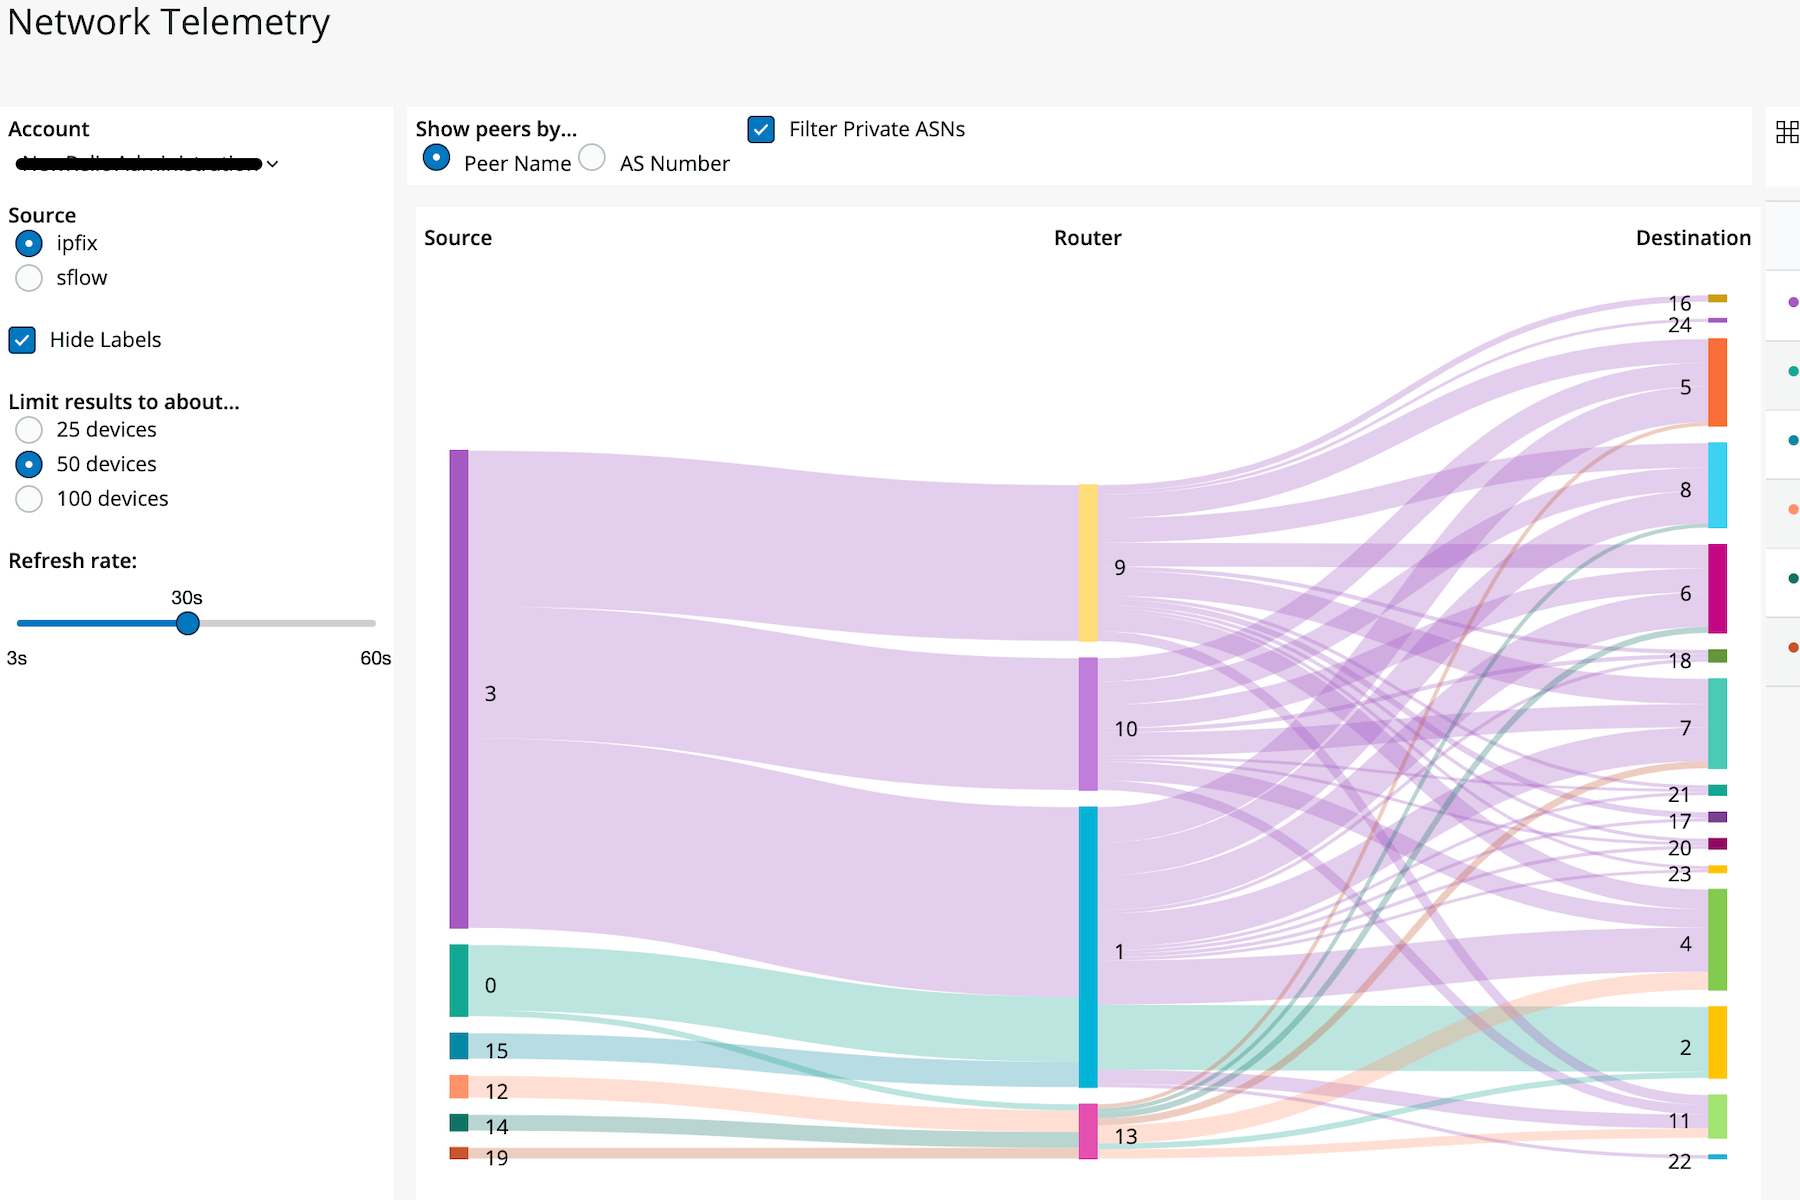 Network Telemetry
Account
Source
ipfix
sflow
Hide Labels
Limit results to about...
25 devices
50 devices
100 devices
Refresh rate:
30s
3s
60s
Show peers by...
Peer Name
AS Number
Filter Private ASNs
Source
Router
Destination
3
0
15
12
14
19
9
10
1
13
16
24
5
8
6
18
7
21
17
20
23
4
2
11
22